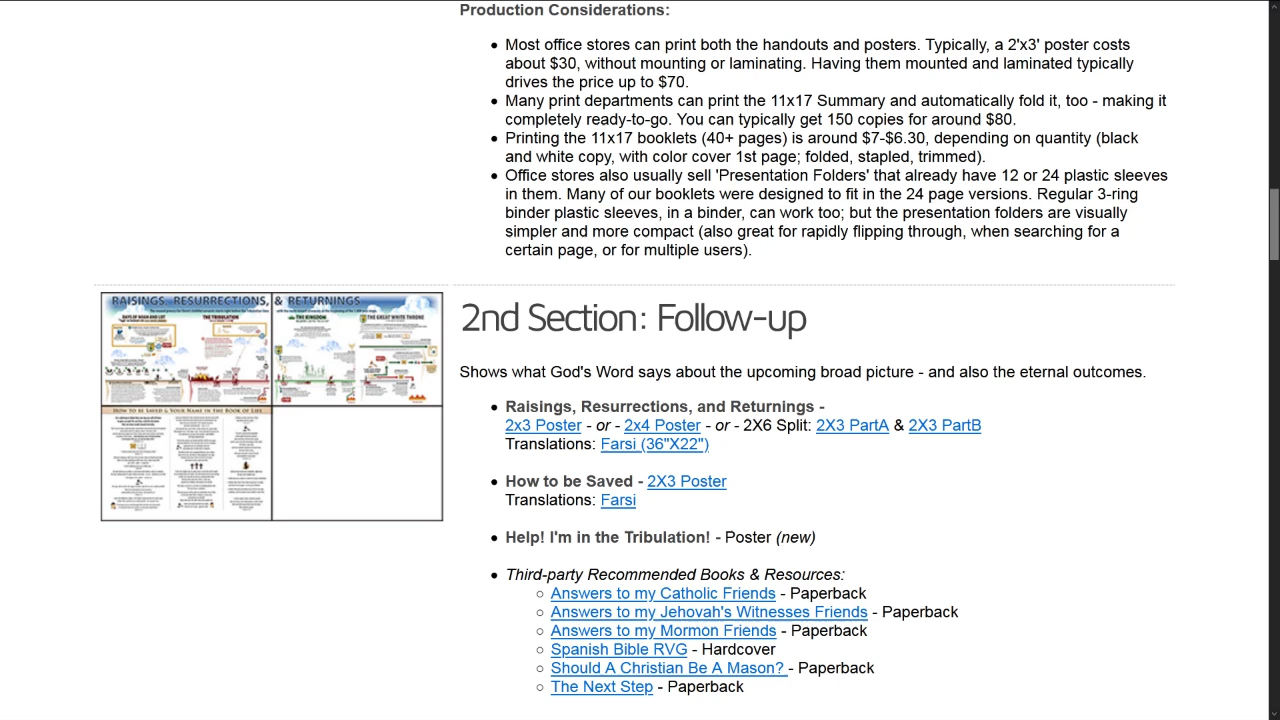 Production Considerations:
• Most office stores can print both the handouts and posters. Typically, a 2'x3' poster costs
about $30, without mounting or laminating. Having them mounted and laminated typically
drives the price up to $70.
• Many print departments can print the 11x17 Summary and automatically fold it, too - making it
completely ready-to-go. You can typically get 150 copies for around $80.
• Printing the 11x17 booklets (40+ pages) is around $7-$6.30, depending on quantity (black
and white copy, with color cover 1st page; folded, stapled, trimmed).
• Office stores also usually sell 'Presentation Folders' that already have 12 or 24 plastic sleeves
in them. Many of our booklets were designed to fit in the 24 page versions. Regular 3-ring
binder plastic sleeves, in a binder, can work too; but the presentation folders are visually
simpler and more compact (also great for rapidly flipping through, when searching for a
certain page, or for multiple users).
RAISINGS, RESURRECTIONS, & RETURNINGS
DAYS OF NOAH AND LOT
THE TRIBULATION
THE KINGDOM
THE GREAT WHITE THRONE
HOW TO BE SAVED & YOUR NAME IN THE BOOK OF LIFE
2nd Section: Follow-up
Shows what God's Word says about the upcoming broad picture - and also the eternal outcomes.
• Raisings, Resurrections, and Returnings -
2x3 Poster - or - 2x4 Poster - or - 2X6 Split: 2X3 PartA & 2X3 PartB
Translations: Farsi (36"X22")
• How to be Saved - 2X3 Poster
Translations: Farsi
• Help! I'm in the Tribulation! - Poster (new)
• Third-party Recommended Books & Resources:
○ Answers to my Catholic Friends - Paperback
○ Answers to my Jehovah's Witnesses Friends - Paperback
○ Answers to my Mormon Friends - Paperback
○ Spanish Bible RVG - Hardcover
○ Should A Christian Be A Mason? - Paperback
○ The Next Step - Paperback